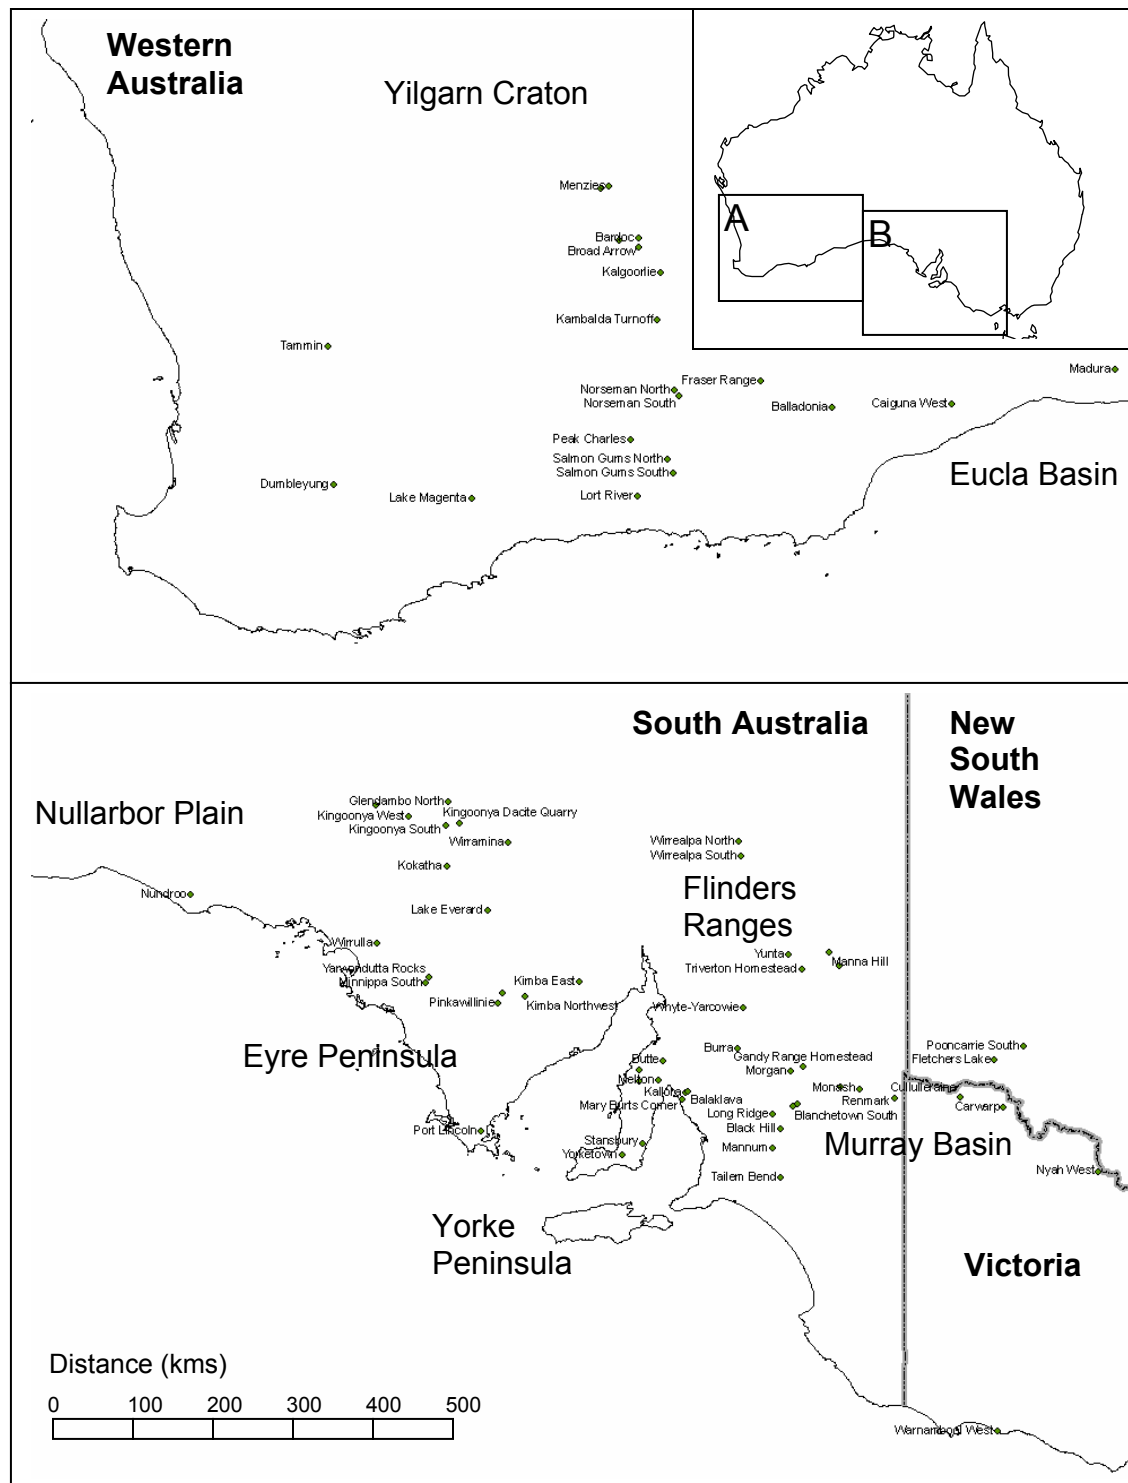 Western
Australia
Yilgarn Craton
A
B
Menzies
Bardoc
Broad Arrow
Kalgoorlie
Kambalda Turnoff
Tammin
Madura
Fraser Range
Norseman North
Norseman South
Balladonia
Caiguna West
Peak Charles
Salmon Gums North
Salmon Gums South
Eucla Basin
Dumbleyung
Lake Magenta
Lort River
South Australia
New
South
Wales
Nullarbor Plain
Glendambo North
Kingoonya West
Kingoonya Dacite Quarry
Kingoonya South
Wirramina
Wirrealpa North
Wirrealpa South
Kokatha
Flinders
Ranges
Nundroo
Lake Everard
Wirrulla
Yunta
Manna Hill
Triverton Homestead
Yarwondutta Rocks
Minnippa South
Kimba East
Pinkawillinie
Kimba Northwest
Whyte-Yarcowie
Eyre Peninsula
Burra
Pooncarrie South
Fletchers Lake
Butte
Gandy Range Homestead
Morgan
Melton
Kallora
Monash
Cullulleraine
Mary Burts Corner
Balaklava
Renmark
Carwarp
Long Ridge
Blanchetown South
Black Hill
Port Lincoln
Stansbury
Mannum
Murray Basin
Yorketown
Nyah West
Tailem Bend
Yorke
Peninsula
Victoria
Distance (kms)
0 100 200 300 400 500
Warnambool West